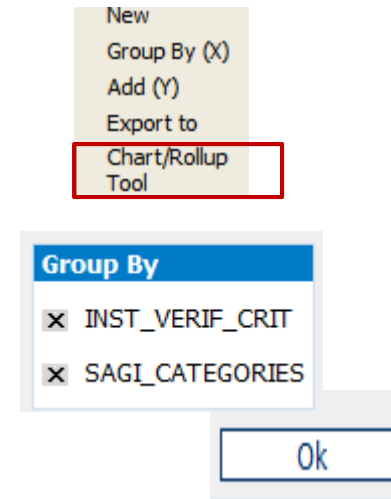 New
Group By (X)
Add (Y)
Export to
Chart/Rollup
Tool
Group By
INST_VERIF_CRIT
SAGI_CATEGORIES
Ok